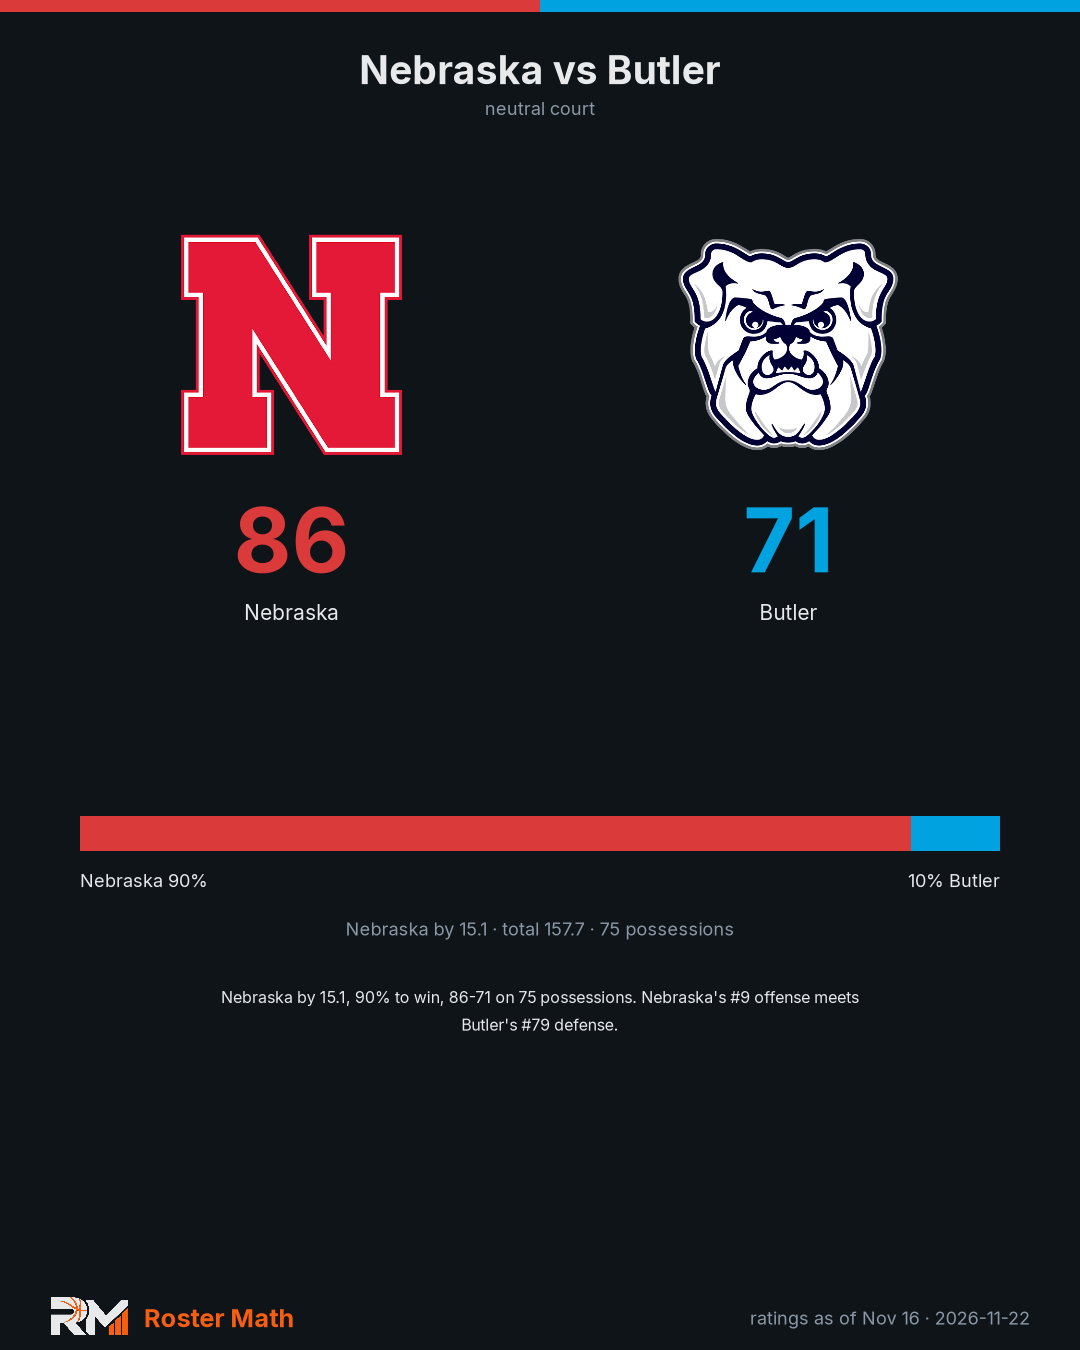 Nebraska vs Butler
neutral court
N
86
71
Nebraska
Butler
Nebraska 90%
10% Butler
Nebraska by 15.1 · total 157.7 · 75 possessions
Nebraska by 15.1, 90% to win, 86-71 on 75 possessions. Nebraska's #9 offense meets
Butler's #79 defense.
RM Roster Math
ratings as of Nov 16 · 2026-11-22